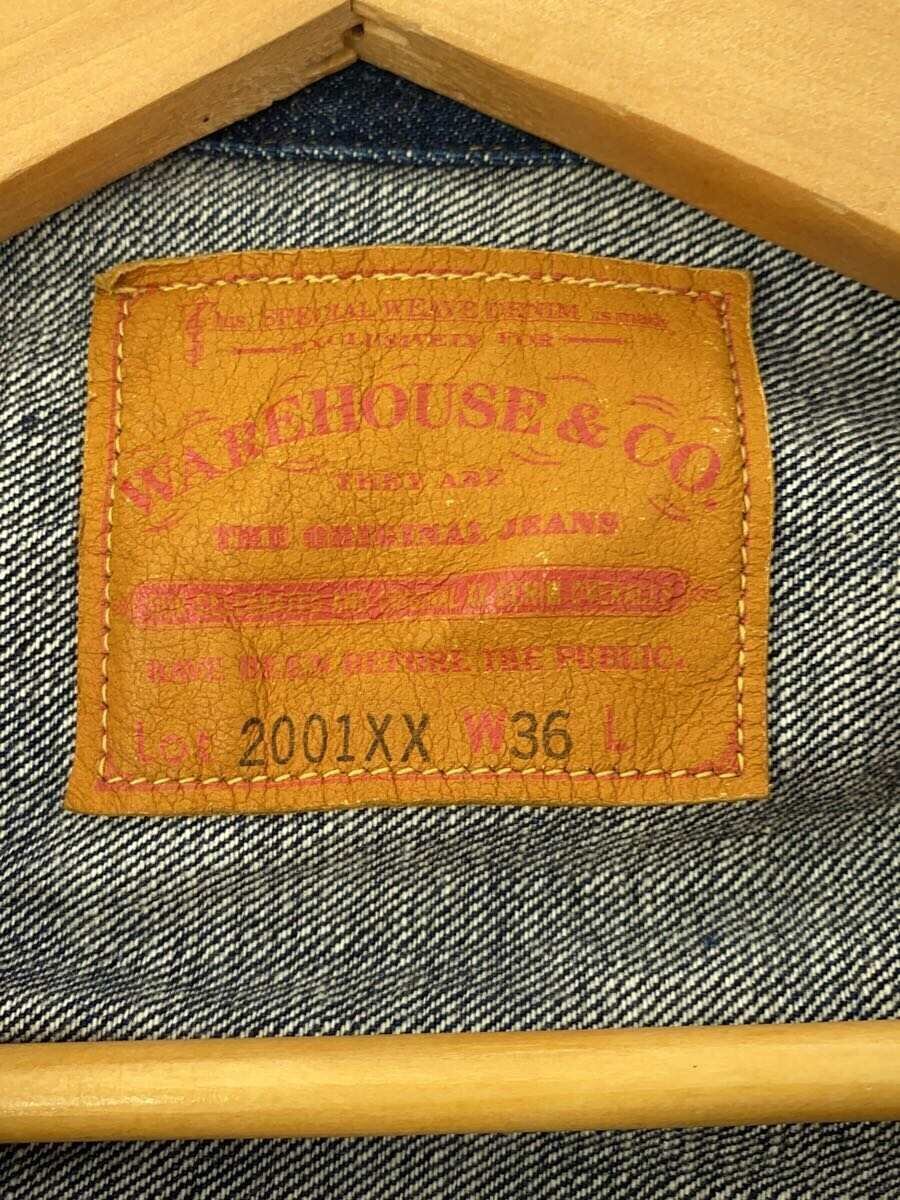 This SPECIAL WEAVE DENIM is made
EXCLUSIVELY FOR
WAREHOUSE & CO.
THEY ARE
THE ORIGINAL JEANS
HAVE BEEN BEFORE THE PUBLIC.
Lot 2001XX W36 L